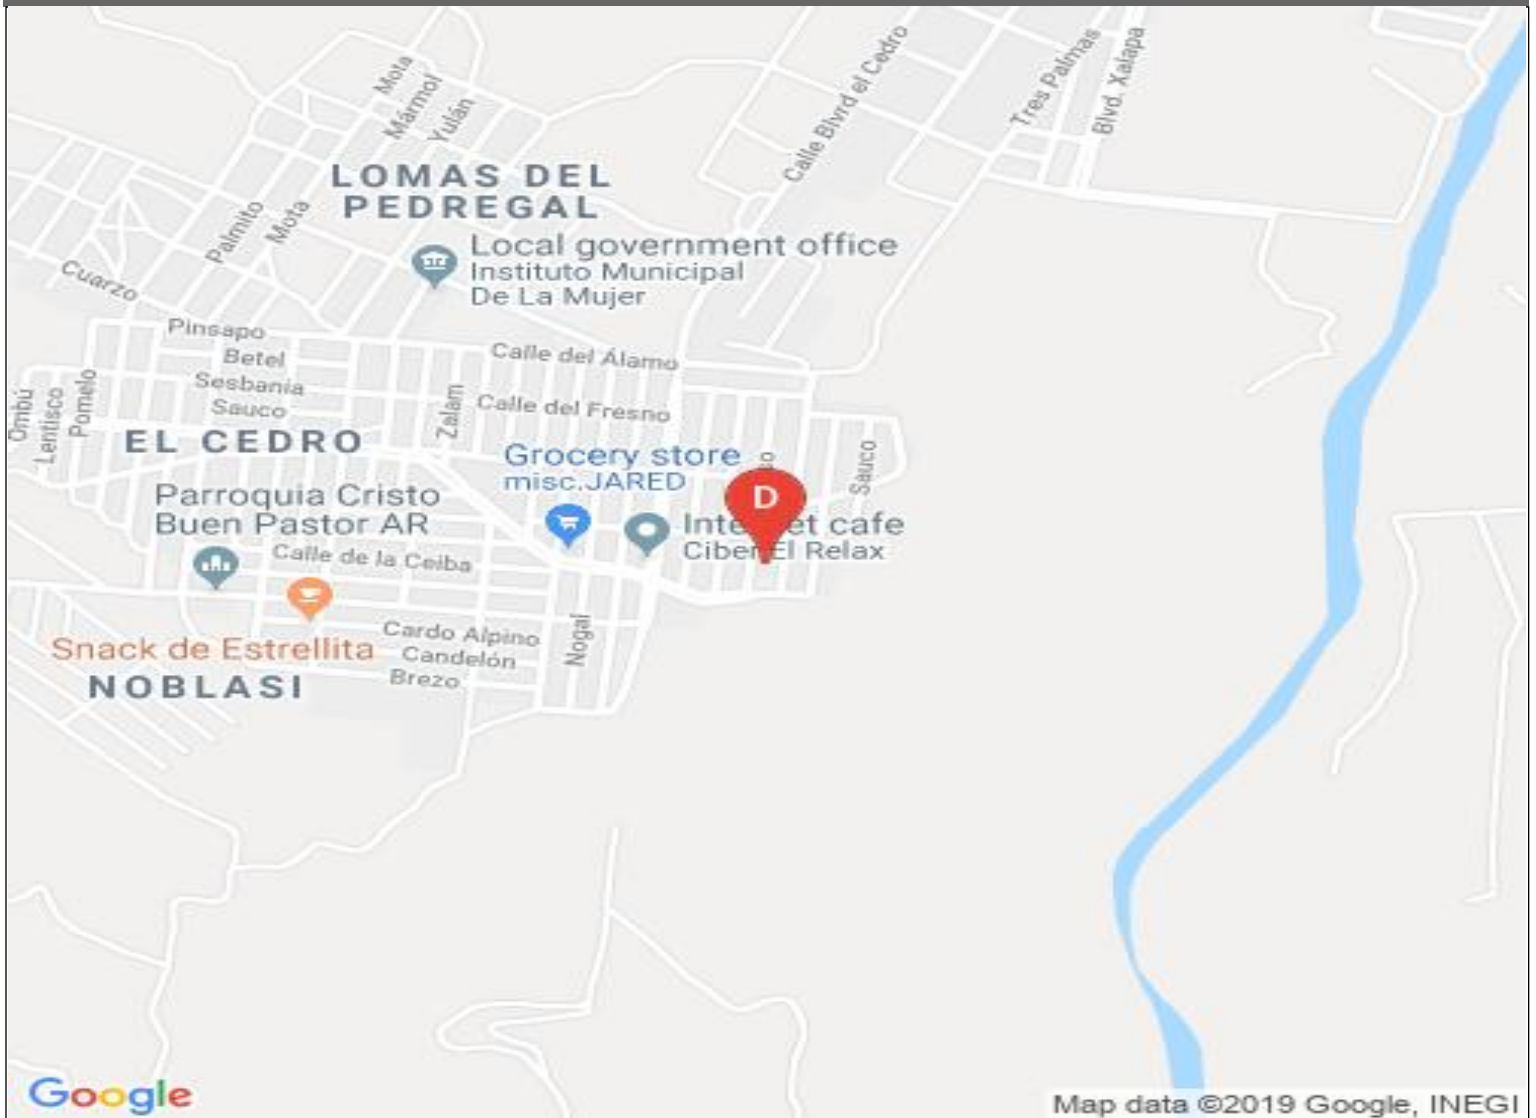 Mota
Mármol
Yulán
Calle Blvrd el Cedro
Tres Palmas
Blvd. Xalapa
LOMAS DEL
PEDREGAL
Palmito
Mota
Local government office
Instituto Municipal
De La Mujer
Cuarzo
Pinsapo
Betel
Sesbania
Sauco
Calle del Álamo
Calle del Fresno
Zalam
Ombú
Lentisco
Pomelo
EL CEDRO
Grocery store
misc.JARED
Sauco
D
Parroquia Cristo
Buen Pastor AR
Internet cafe
Ciber El Relax
Calle de la Ceiba
Snack de Estrellita
Cardo Alpino
Candelón
Brezo
Nogal
NOBLASI
Google
Map data ©2019 Google, INEGI